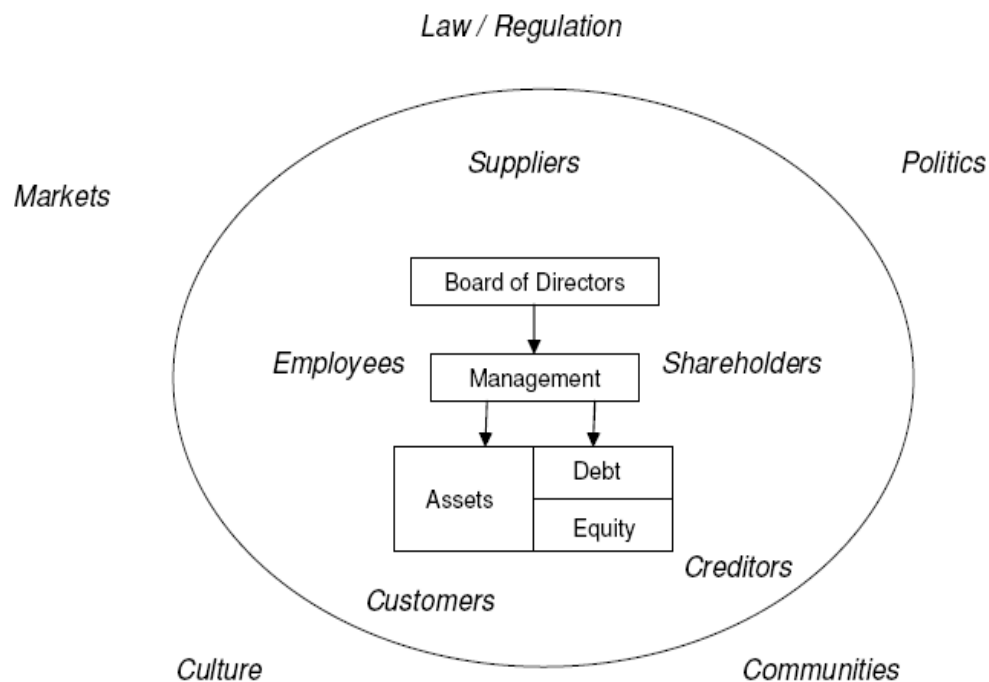 Law / Regulation
Suppliers
Politics
Markets
Board of Directors
Employees
Management
Shareholders
Assets
Debt
Equity
Creditors
Customers
Culture
Communities